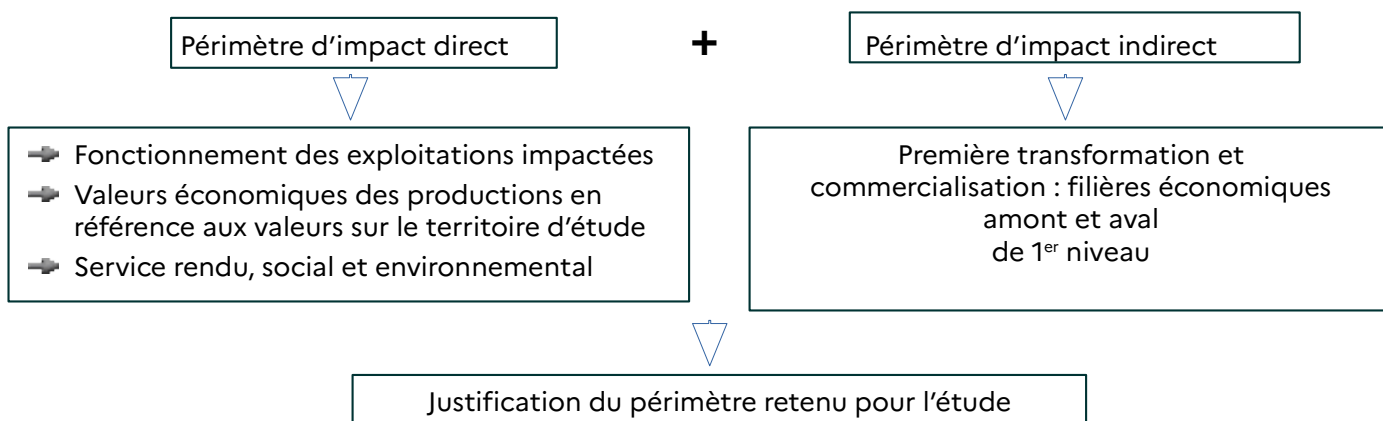 Périmètre d’impact direct
+
Périmètre d’impact indirect
Fonctionnement des exploitations impactées
Valeurs économiques des productions en
référence aux valeurs sur le territoire d’étude
Service rendu, social et environnemental
Première transformation et
commercialisation : filières économiques
amont et aval
de 1er niveau
Justification du périmètre retenu pour l’étude